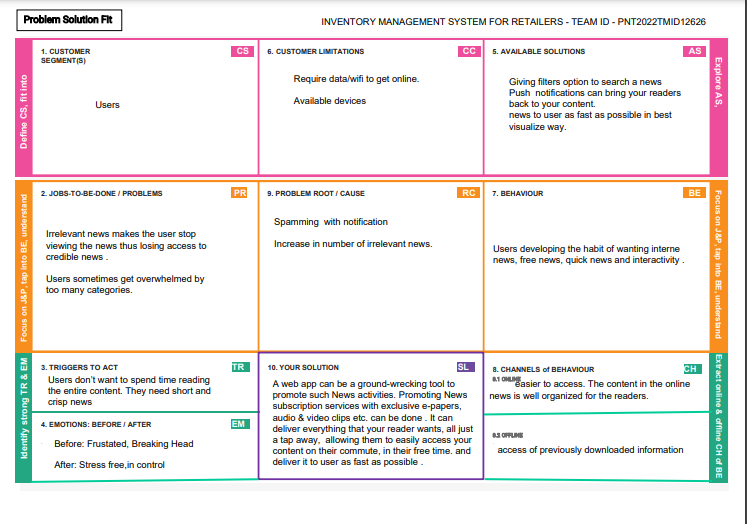 Problem Solution Fit
INVENTORY MANAGEMENT SYSTEM FOR RETAILERS - TEAM ID - PNT2022TMID12626
Define CS, fit into
1. CUSTOMER
SEGMENT(S)
CS
Users
6. CUSTOMER LIMITATIONS
CC
Require data/wifi to get online.
Available devices
5. AVAILABLE SOLUTIONS
AS
Giving filters option to search a news
Push notifications can bring your readers
back to your content.
news to user as fast as possible in best
visualize way.
Explore AS,
Focus on J&P, tap into BE, understand
2. JOBS-TO-BE-DONE / PROBLEMS
PR
Irrelevant news makes the user stop
viewing the news thus losing access to
credible news .
Users sometimes get overwhelmed by
too many categories.
9. PROBLEM ROOT / CAUSE
RC
Spamming with notification
Increase in number of irrelevant news.
7. BEHAVIOUR
BE
Users developing the habit of wanting interne
news, free news, quick news and interactivity .
Focus on J&P, tap into BE, understand
Identify strong TR & EM
3. TRIGGERS TO ACT
TR
Users don't want to spend time reading
the entire content. They need short and
crisp news
4. EMOTIONS: BEFORE / AFTER
EM
Before: Frustated, Breaking Head
After: Stress free,in control
10. YOUR SOLUTION
SL
A web app can be a ground-wrecking tool to
promote such News activities. Promoting News
subscription services with exclusive e-papers,
audio & video clips etc. can be done . It can
deliver everything that your reader wants, all just
a tap away, allowing them to easily access your
content on their commute, in their free time. and
deliver it to user as fast as possible .
8. CHANNELS of BEHAVIOUR
CH
8.1 ONLINE
easier to access. The content in the online
news is well organized for the readers.
8.2 OFFLINE
access of previously downloaded information
Extract online & offline CH of BE